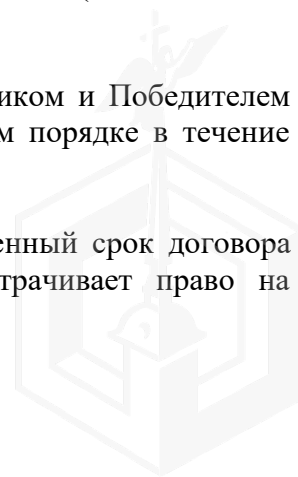 иком и Победителем
м порядке в течение
енный срок договора
трачивает право на